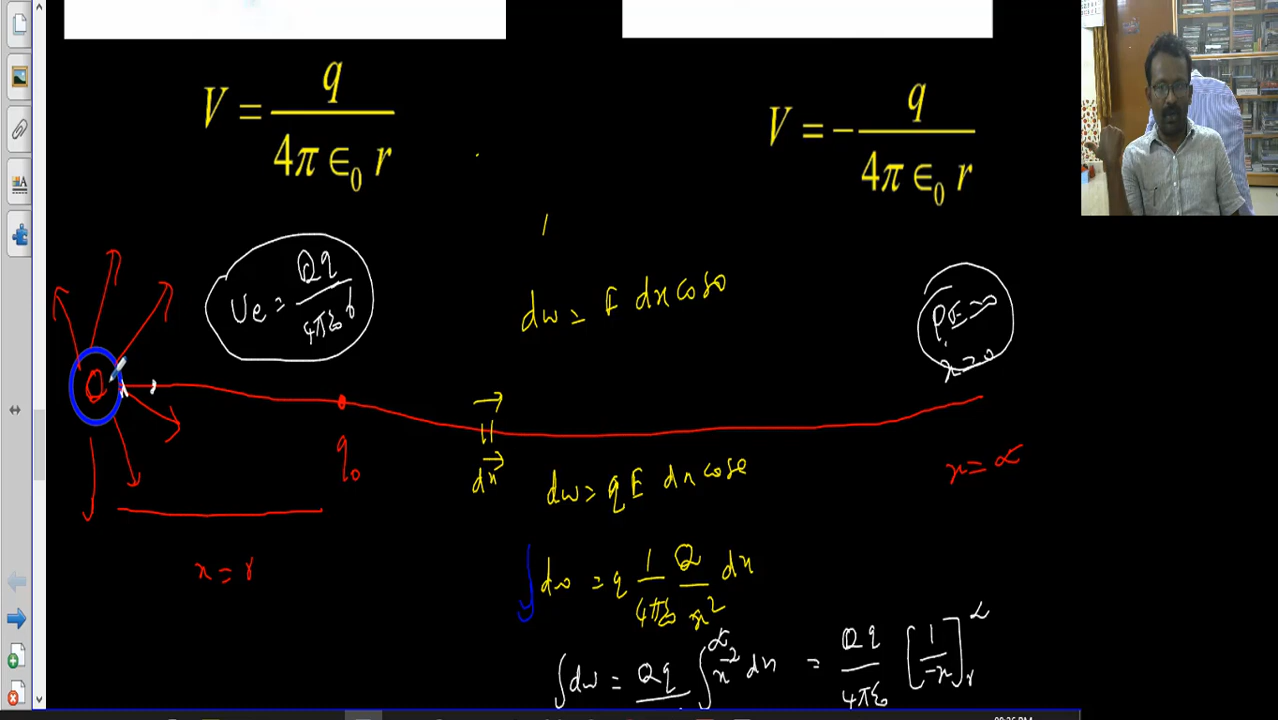 V = q / 4π ∈₀ r
V = − q / 4π ∈₀ r
Ue = Qq / 4πε₀ r
dw = F dx cosθ
PE = 0
Q
q₀
dx
dw = qE dx cosθ
x = ∝
x = r
∫ dw = q 1/4πε₀ Q/x² dx
∫dw = Qq ∫ x⁻² dx = Qq/4πε₀ [1/−x]